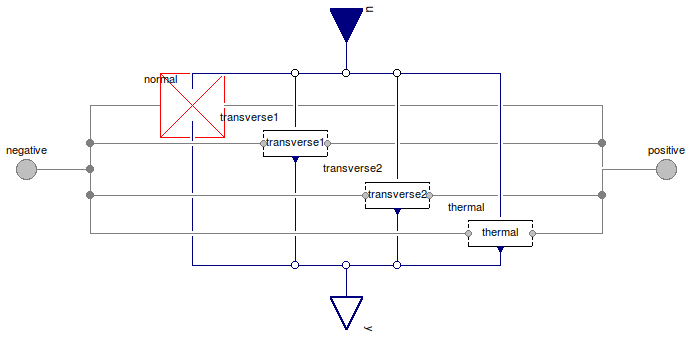 u
normal
transverse1
transverse1
negative
positive
transverse2
transverse2
thermal
thermal
y